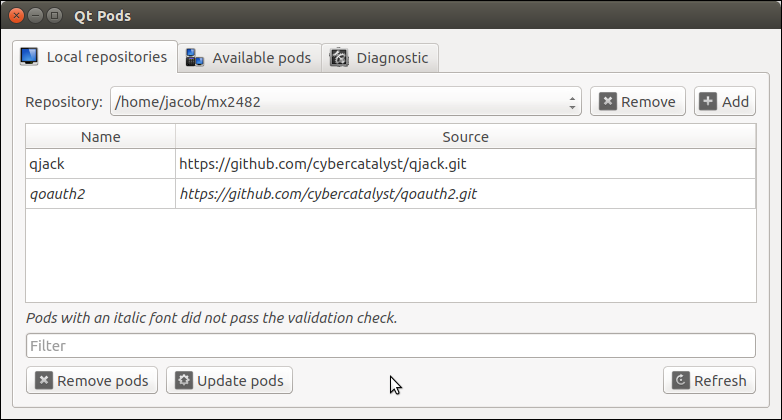 Qt Pods
Local repositories Available pods Diagnostic
Repository: /home/jacob/mx2482 Remove Add
Name Source
qjack https://github.com/cybercatalyst/qjack.git
qoauth2 https://github.com/cybercatalyst/qoauth2.git
Pods with an italic font did not pass the validation check.
Filter
Remove pods Update pods Refresh